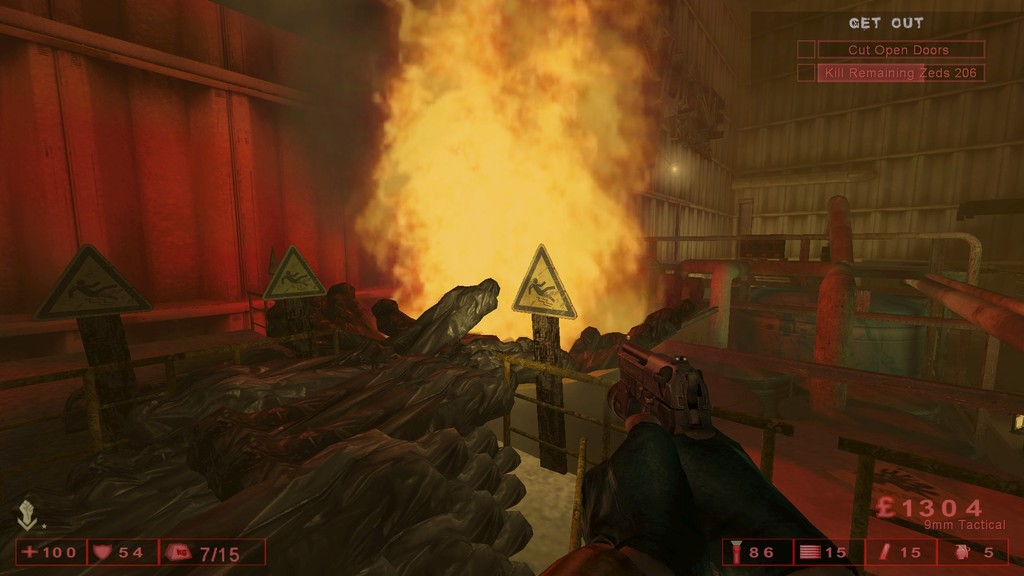 GET OUT
Cut Open Doors
Kill Remaining Zeds 206
£1304
9mm Tactical
+100 54 7/15
86 15 15 5